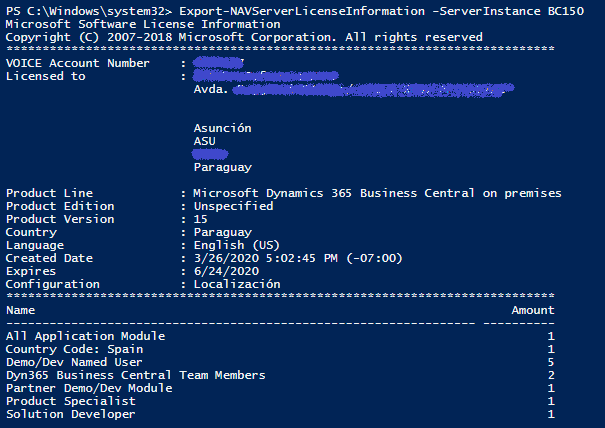 PS C:\Windows\system32> Export-NAVServerLicenseInformation -ServerInstance BC150
Microsoft Software License Information
Copyright (C) 2007-2018 Microsoft Corporation. All rights reserved
*****************************************************************************
VOICE Account Number :
Licensed to :
Avda.
Asunción
ASU
Paraguay
Product Line : Microsoft Dynamics 365 Business Central on premises
Product Edition : Unspecified
Product Version : 15
Country : Paraguay
Language : English (US)
Created Date : 3/26/2020 5:02:45 PM (-07:00)
Expires : 6/24/2020
Configuration : Localización
*****************************************************************************
Name Amount
------------------------------------------------------------------ ----------
All Application Module 1
Country Code: Spain 1
Demo/Dev Named User 5
Dyn365 Business Central Team Members 2
Partner Demo/Dev Module 1
Product Specialist 1
Solution Developer 1